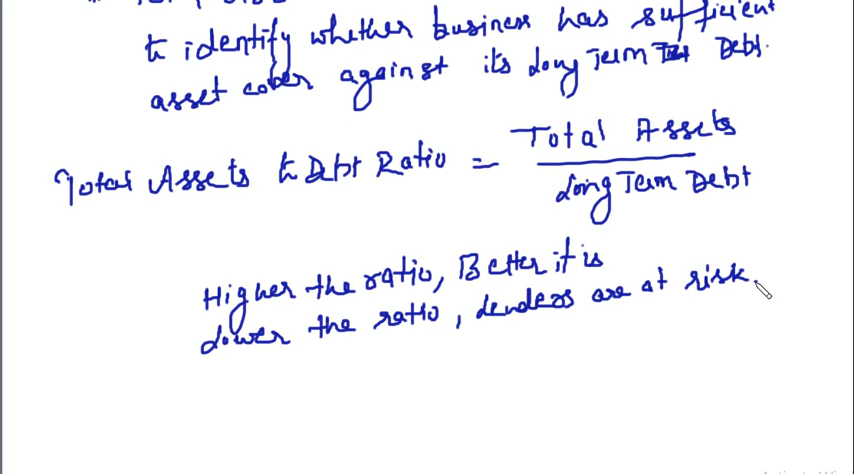 to identify whether business has sufficient
asset cover against its Long Term Debt.
Total Assets to Debt Ratio = Total Assets
Long Term Debt
Higher the ratio, Better it is
Lower the ratio, Lenders are at risk.